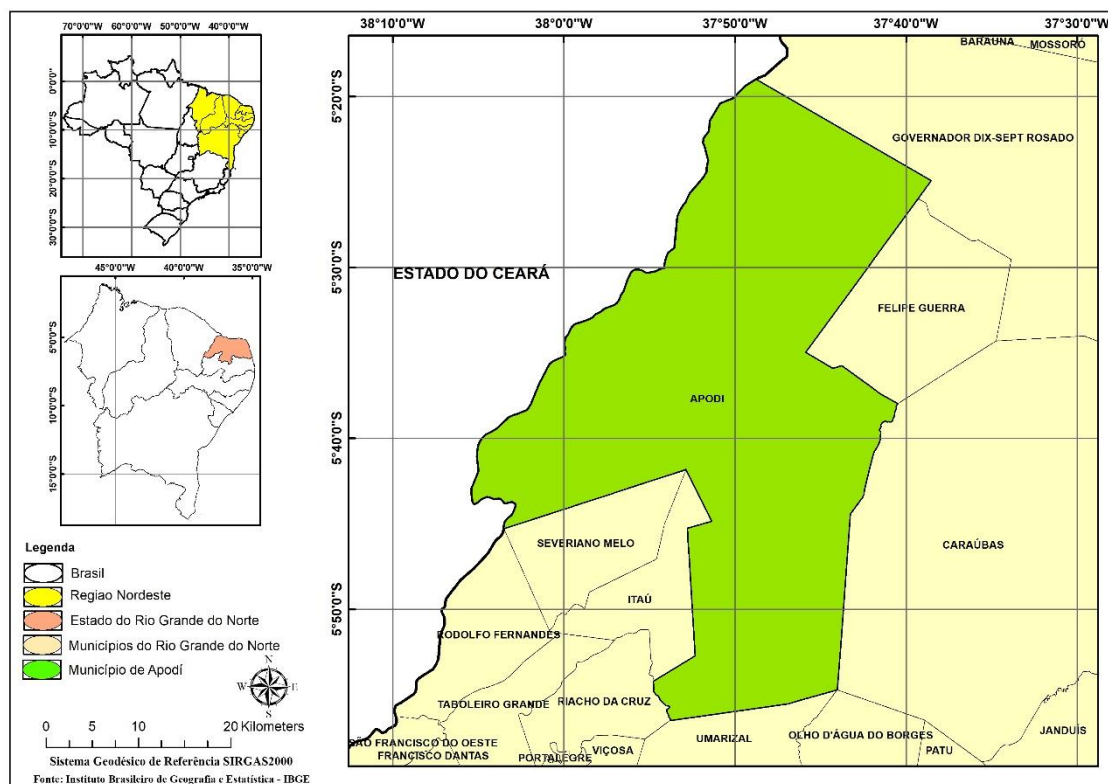 70°0'0"W 60°0'0"W 50°0'0"W 40°0'0"W
0°0'0"
10°0'0"S
20°0'0"S
30°0'0"S
45°0'0"W 40°0'0"W 35°0'0"W
5°0'0"S
10°0'0"S
15°0'0"S
Legenda
Brasil
Regiao Nordeste
Estado do Rio Grande do Norte
Municípios do Rio Grande do Norte
Município de Apodí
N
W E
S
0 5 10 20 Kilometers
Sistema Geodésico de Referência SIRGAS2000
Fonte: Instituto Brasileiro de Geografia e Estatística - IBGE
38°10'0"W 38°0'0"W 37°50'0"W 37°40'0"W 37°30'0"W
5°20'0"S
5°30'0"S
5°40'0"S
5°50'0"S
BARAUNA
MOSSORÓ
GOVERNADOR DIX-SEPT ROSADO
ESTADO DO CEARÁ
FELIPE GUERRA
APODI
SEVERIANO MELO
CARAÚBAS
ITAÚ
RODOLFO FERNANDES
TABOLEIRO GRANDE
RIACHO DA CRUZ
JANDUÍS
UMARIZAL
OLHO D'ÁGUA DO BORGES
SÃO FRANCISCO DO OESTE
VIÇOSA
PATU
FRANCISCO DANTAS
PORTALEGRE